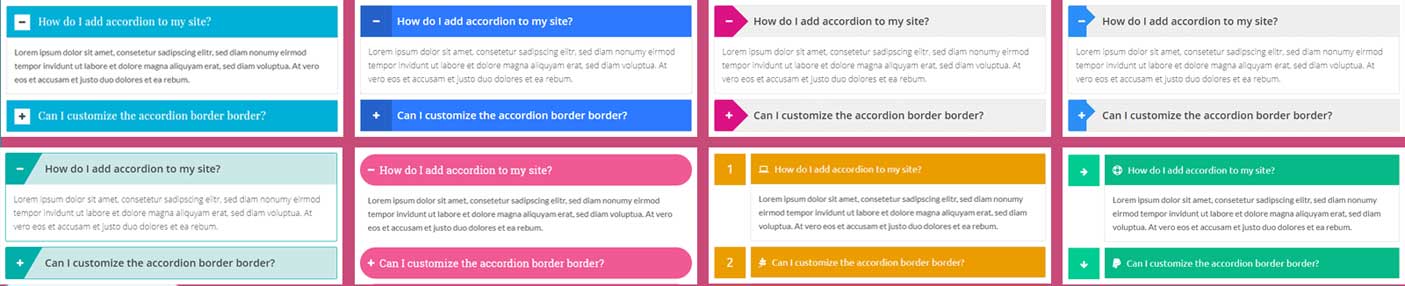 How do I add accordion to my site?
Lorem ipsum dolor sit amet, consetetur sadipscing elitr, sed diam nonumy eirmod
tempor invidunt ut labore et dolore magna aliquyam erat, sed diam voluptua. At vero
eos et accusam et justo duo dolores et ea rebum.
Can I customize the accordion border border?
How do I add accordion to my site?
Lorem ipsum dolor sit amet, consetetur sadipscing elitr, sed diam nonumy eirmod
tempor invidunt ut labore et dolore magna aliquyam erat, sed diam voluptua. At vero
eos et accusam et justo duo dolores et ea rebum.
Can I customize the accordion border border?
How do I add accordion to my site?
Lorem ipsum dolor sit amet, consetetur sadipscing elitr, sed diam nonumy eirmod
tempor invidunt ut labore et dolore magna aliquyam erat, sed diam voluptua. At vero
eos et accusam et justo duo dolores et ea rebum.
Can I customize the accordion border border?
How do I add accordion to my site?
Lorem ipsum dolor sit amet, consetetur sadipscing elitr, sed diam nonumy eirmod
tempor invidunt ut labore et dolore magna aliquyam erat, sed diam voluptua. At vero
eos et accusam et justo duo dolores et ea rebum.
Can I customize the accordion border border?
How do I add accordion to my site?
Lorem ipsum dolor sit amet, consetetur sadipscing elitr, sed diam nonumy eirmod
tempor invidunt ut labore et dolore magna aliquyam erat, sed diam voluptua. At vero
eos et accusam et justo duo dolores et ea rebum.
Can I customize the accordion border border?
How do I add accordion to my site?
Lorem ipsum dolor sit amet, consetetur sadipscing elitr, sed diam nonumy eirmod
tempor invidunt ut labore et dolore magna aliquyam erat, sed diam voluptua. At vero
eos et accusam et justo duo dolores et ea rebum.
Can I customize the accordion border border?
1 How do I add accordion to my site?
Lorem ipsum dolor sit amet, consetetur sadipscing elitr, sed diam nonumy eirmod
tempor invidunt ut labore et dolore magna aliquyam erat, sed diam
voluptua. At vero eos et accusam et justo duo dolores et ea rebum.
2 Can I customize the accordion border border?
How do I add accordion to my site?
Lorem ipsum dolor sit amet, consetetur sadipscing elitr, sed diam nonumy
eirmod tempor invidunt ut labore et dolore magna aliquyam erat, sed diam
voluptua. At vero eos et accusam et justo duo dolores et ea rebum.
Can I customize the accordion border border?